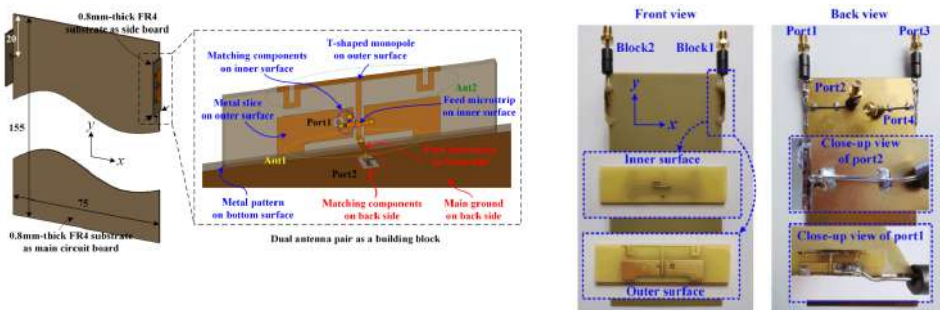 0.8mm-thick FR4
substrate as side board
20
155
y
x
75
0.8mm-thick FR4 substrate
as main circuit board
T-shaped monopole
on outer surface
Matching components
on inner surface
Ant2
Metal slice
on outer surface
Port1
Feed microstrip
on inner surface
Ant1
Port2
Metal pattern
on bottom surface
Matching components
on back side
Main ground
on back side
Dual antenna pair as a building block
Front view
Block2
Block1
y
x
Inner surface
Outer surface
Back view
Port1
Port3
Port2
Port4
Close-up view
of port2
Close-up view of port1